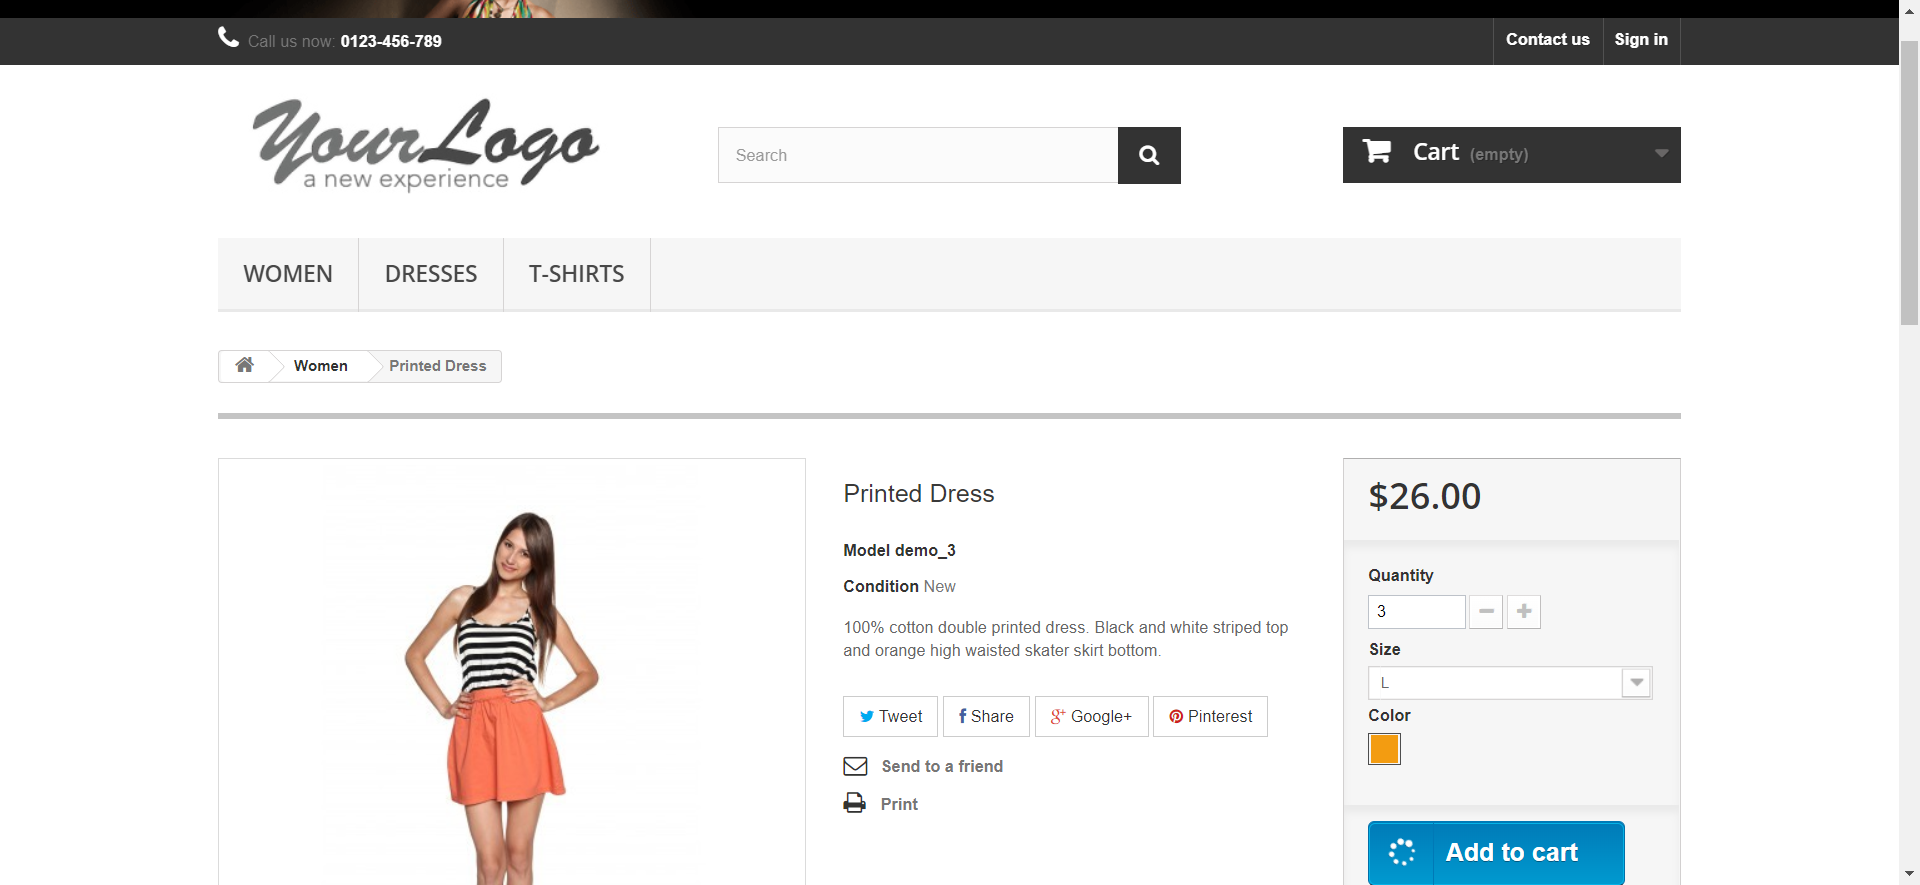 Call us now: 0123-456-789
Contact us
Sign in
Your Logo
a new experience
Search
Cart (empty)
WOMEN
DRESSES
T-SHIRTS
Women
Printed Dress
Printed Dress
$26.00
Model demo_3
Condition New
100% cotton double printed dress. Black and white striped top
and orange high waisted skater skirt bottom.
Quantity
3
Size
L
Color
Tweet
Share
Google+
Pinterest
Send to a friend
Print
Add to cart